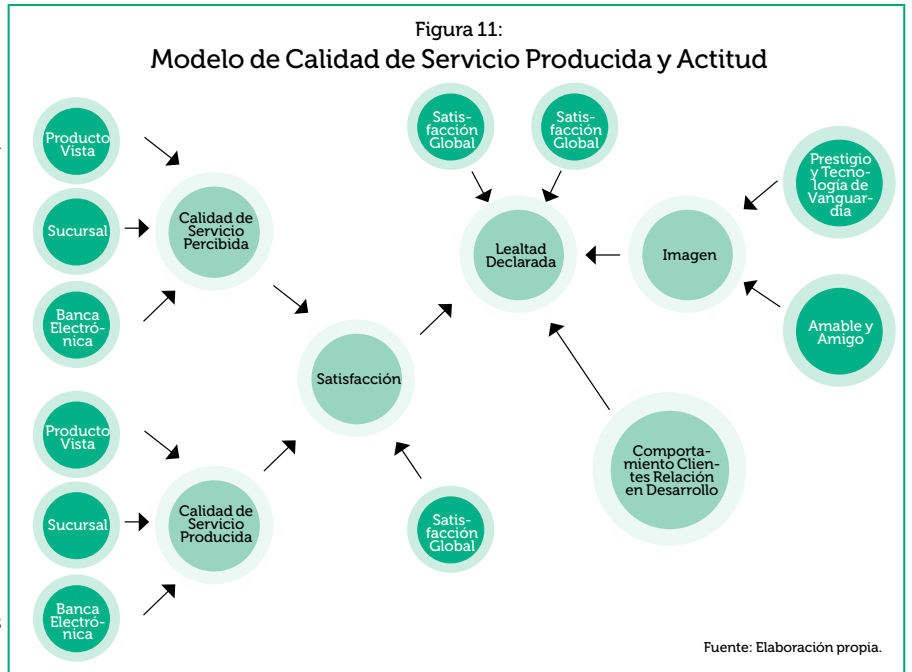 Figura 11:
Modelo de Calidad de Servicio Producida y Actitud
Producto
Vista
Sucursal
Banca
Electró-
nica
Calidad de
Servicio
Percibida
Producto
Vista
Sucursal
Banca
Electró-
nica
Calidad de
Servicio
Producida
Satisfacción
Satis-
facción
Global
Satis-
facción
Global
Satis-
facción
Global
Lealtad
Declarada
Imagen
Prestigio
y Tecno-
logía de
Vanguar-
dia
Amable y
Amigo
Comporta-
miento Clien-
tes Relación
en Desarrollo
Fuente: Elaboración propia.